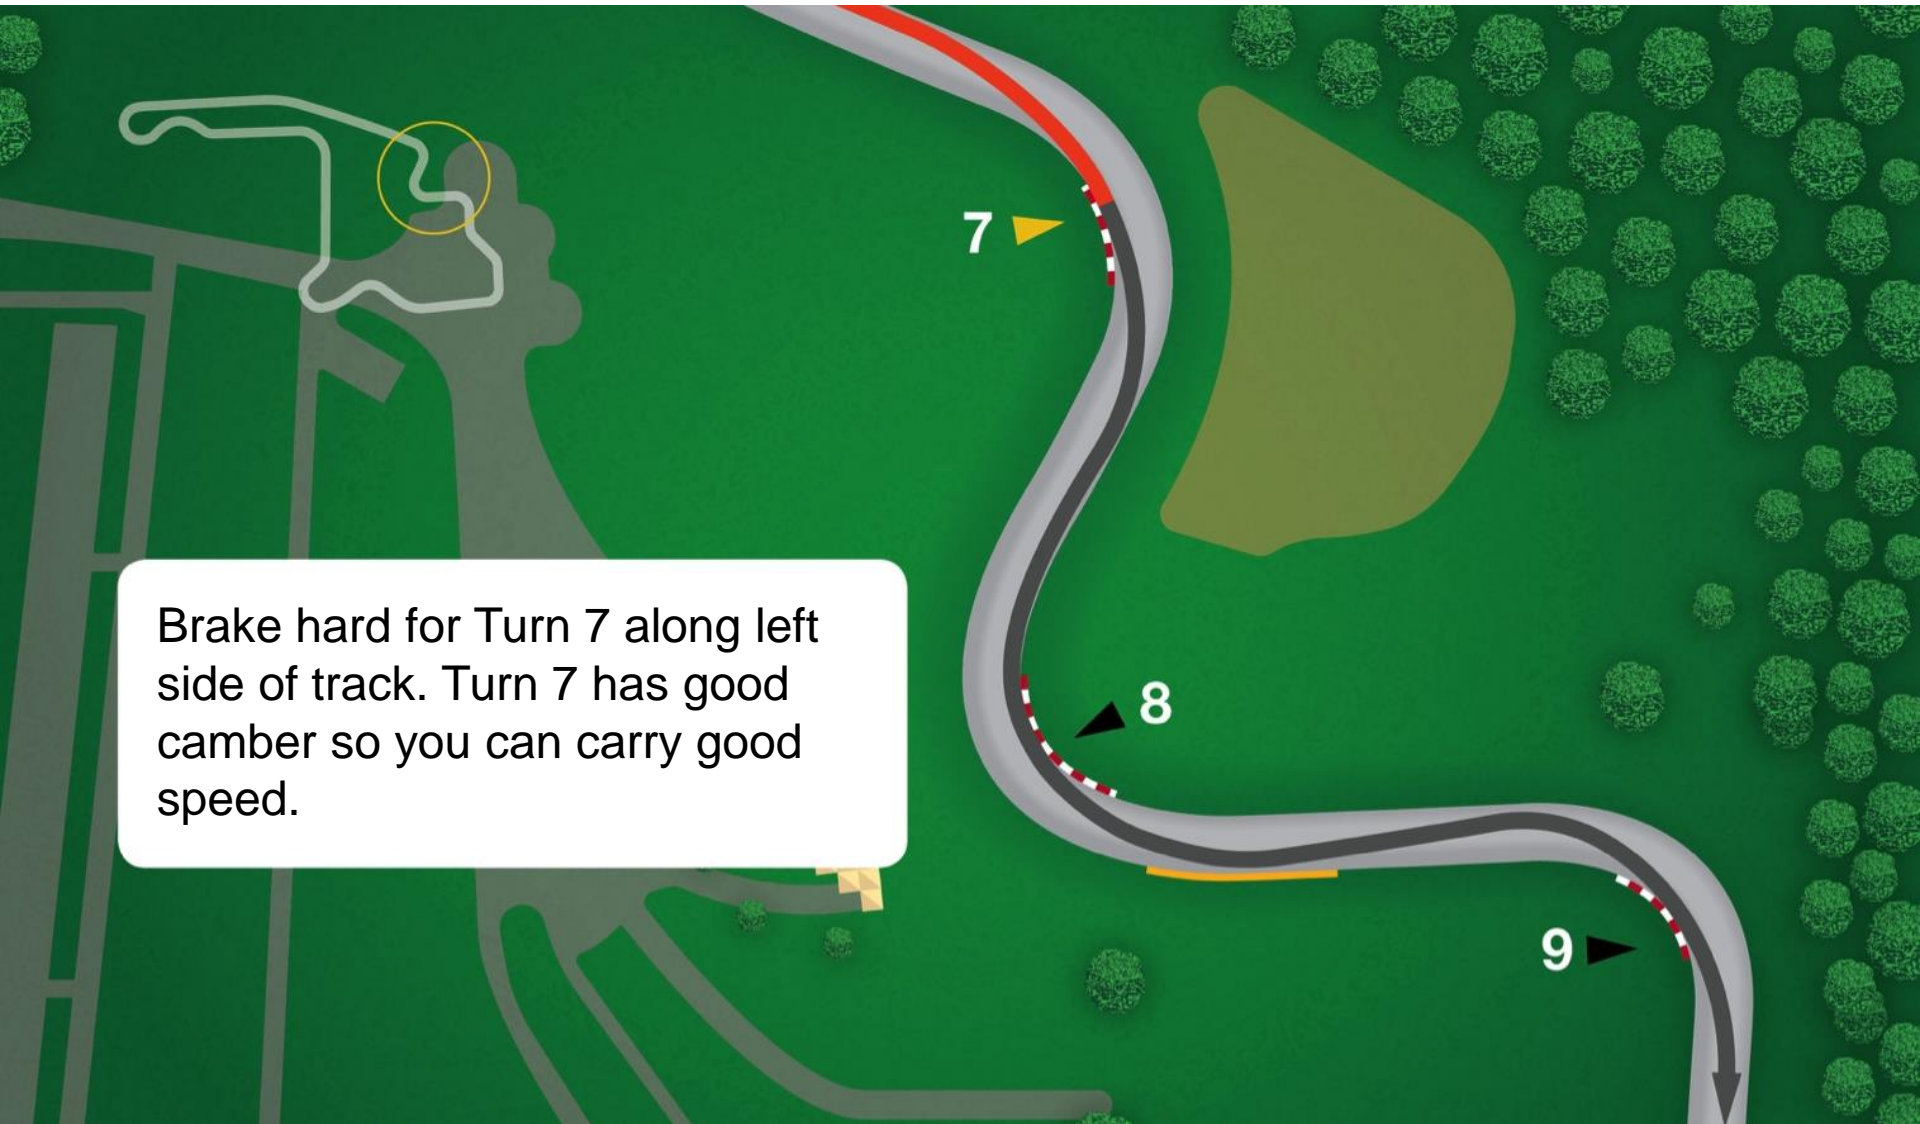 7
8
Brake hard for Turn 7 along left
side of track. Turn 7 has good
camber so you can carry good
speed.
9